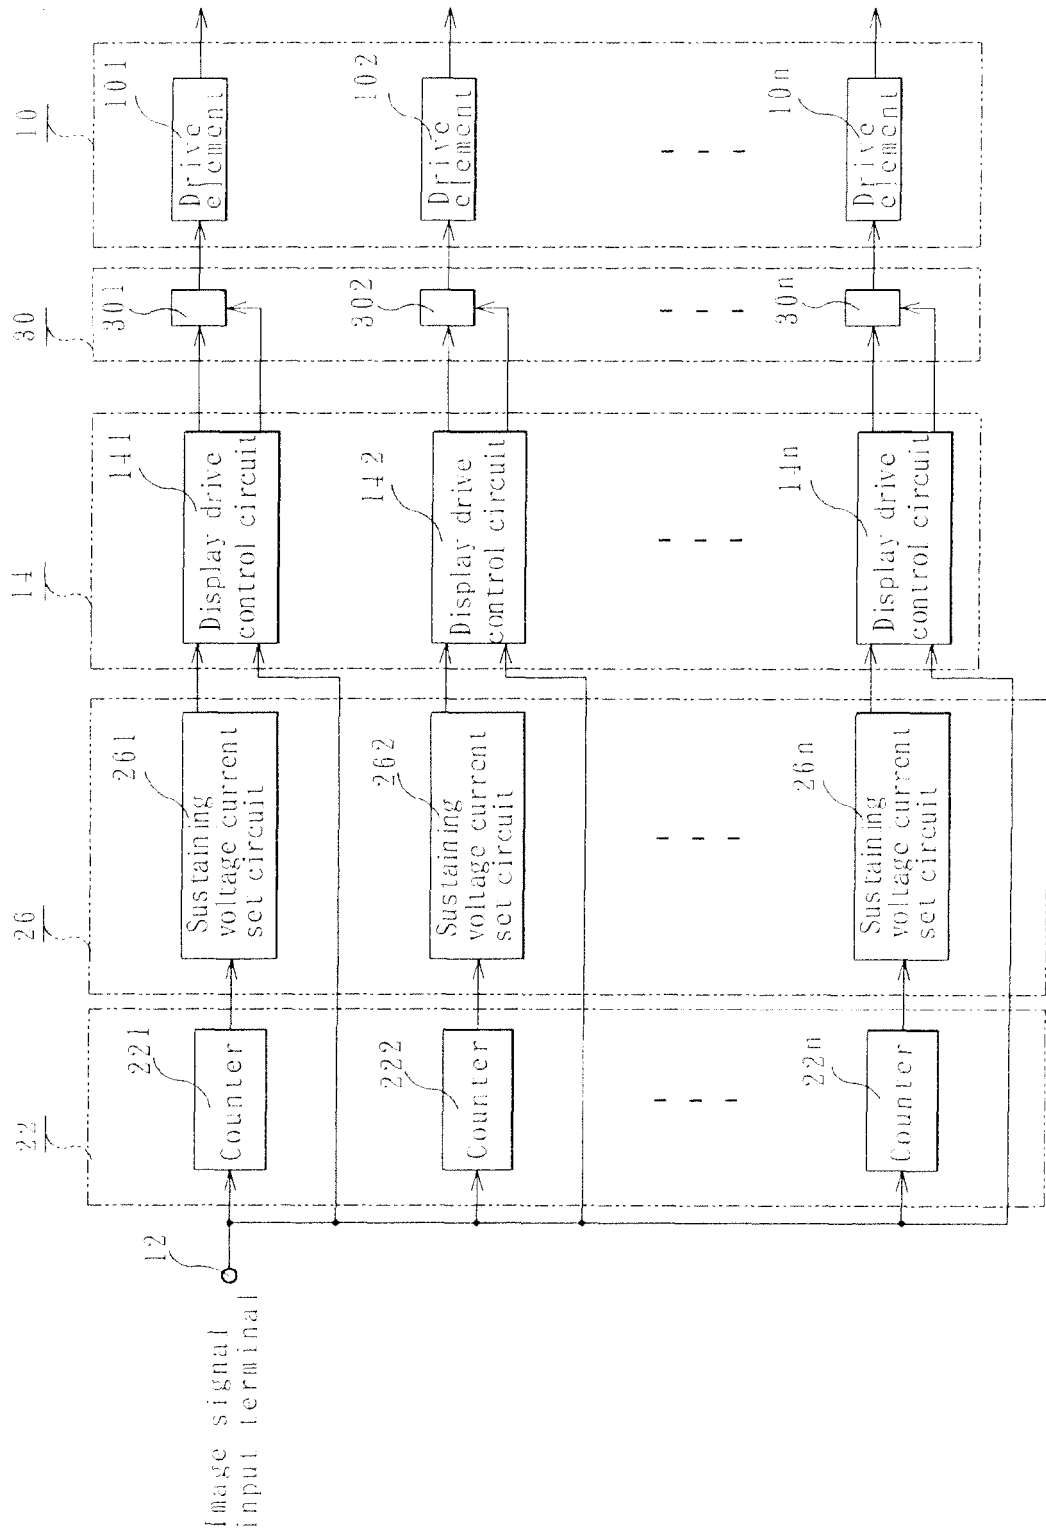 Image signal
input terminal
12
22
26
14
30
10
221
Counter
261
Sustaining
voltage current
set circuit
141
Display drive
control circuit
301
101
Drive
element
222
Counter
262
Sustaining
voltage current
set circuit
142
Display drive
control circuit
302
102
Drive
element
22n
Counter
26n
Sustaining
voltage current
set circuit
14n
Display drive
control circuit
30n
10n
Drive
element